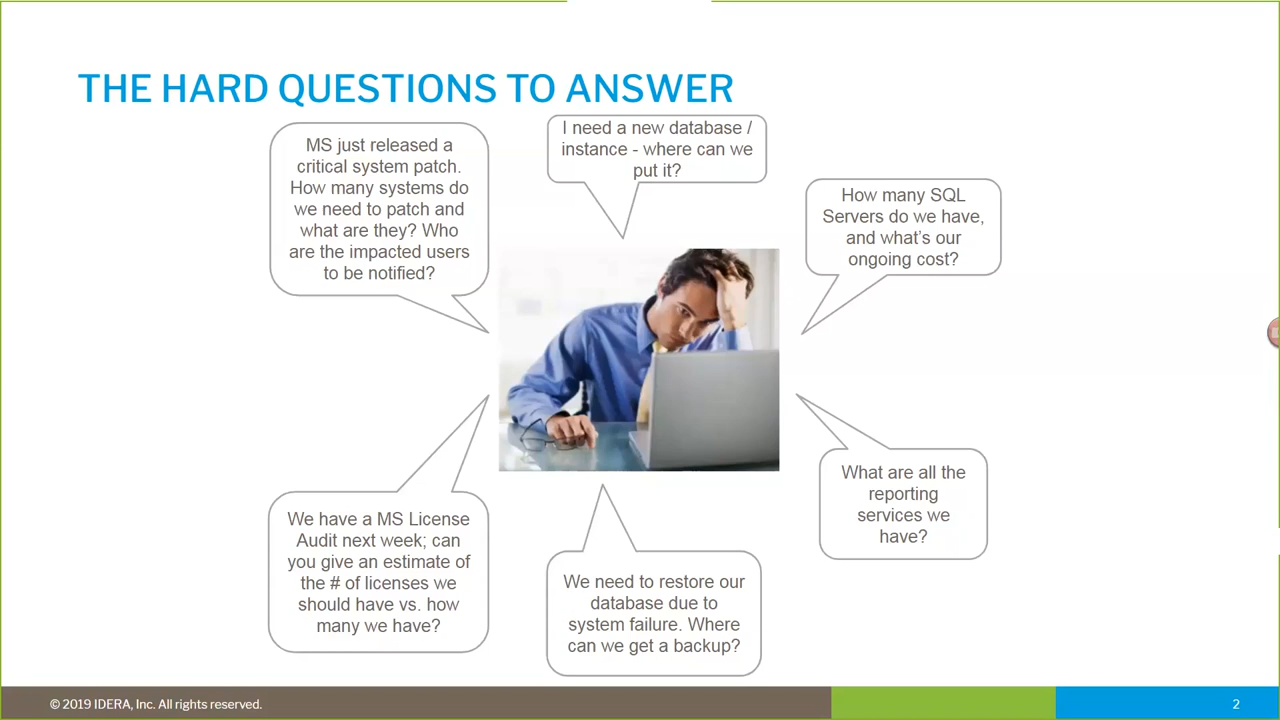 THE HARD QUESTIONS TO ANSWER
MS just released a
critical system patch.
How many systems do
we need to patch and
what are they? Who
are the impacted users
to be notified?
I need a new database /
instance - where can we
put it?
How many SQL
Servers do we have,
and what's our
ongoing cost?
We have a MS License
Audit next week; can
you give an estimate of
the # of licenses we
should have vs. how
many we have?
We need to restore our
database due to
system failure. Where
can we get a backup?
What are all the
reporting
services we
have?
© 2019 IDERA, Inc. All rights reserved.
2